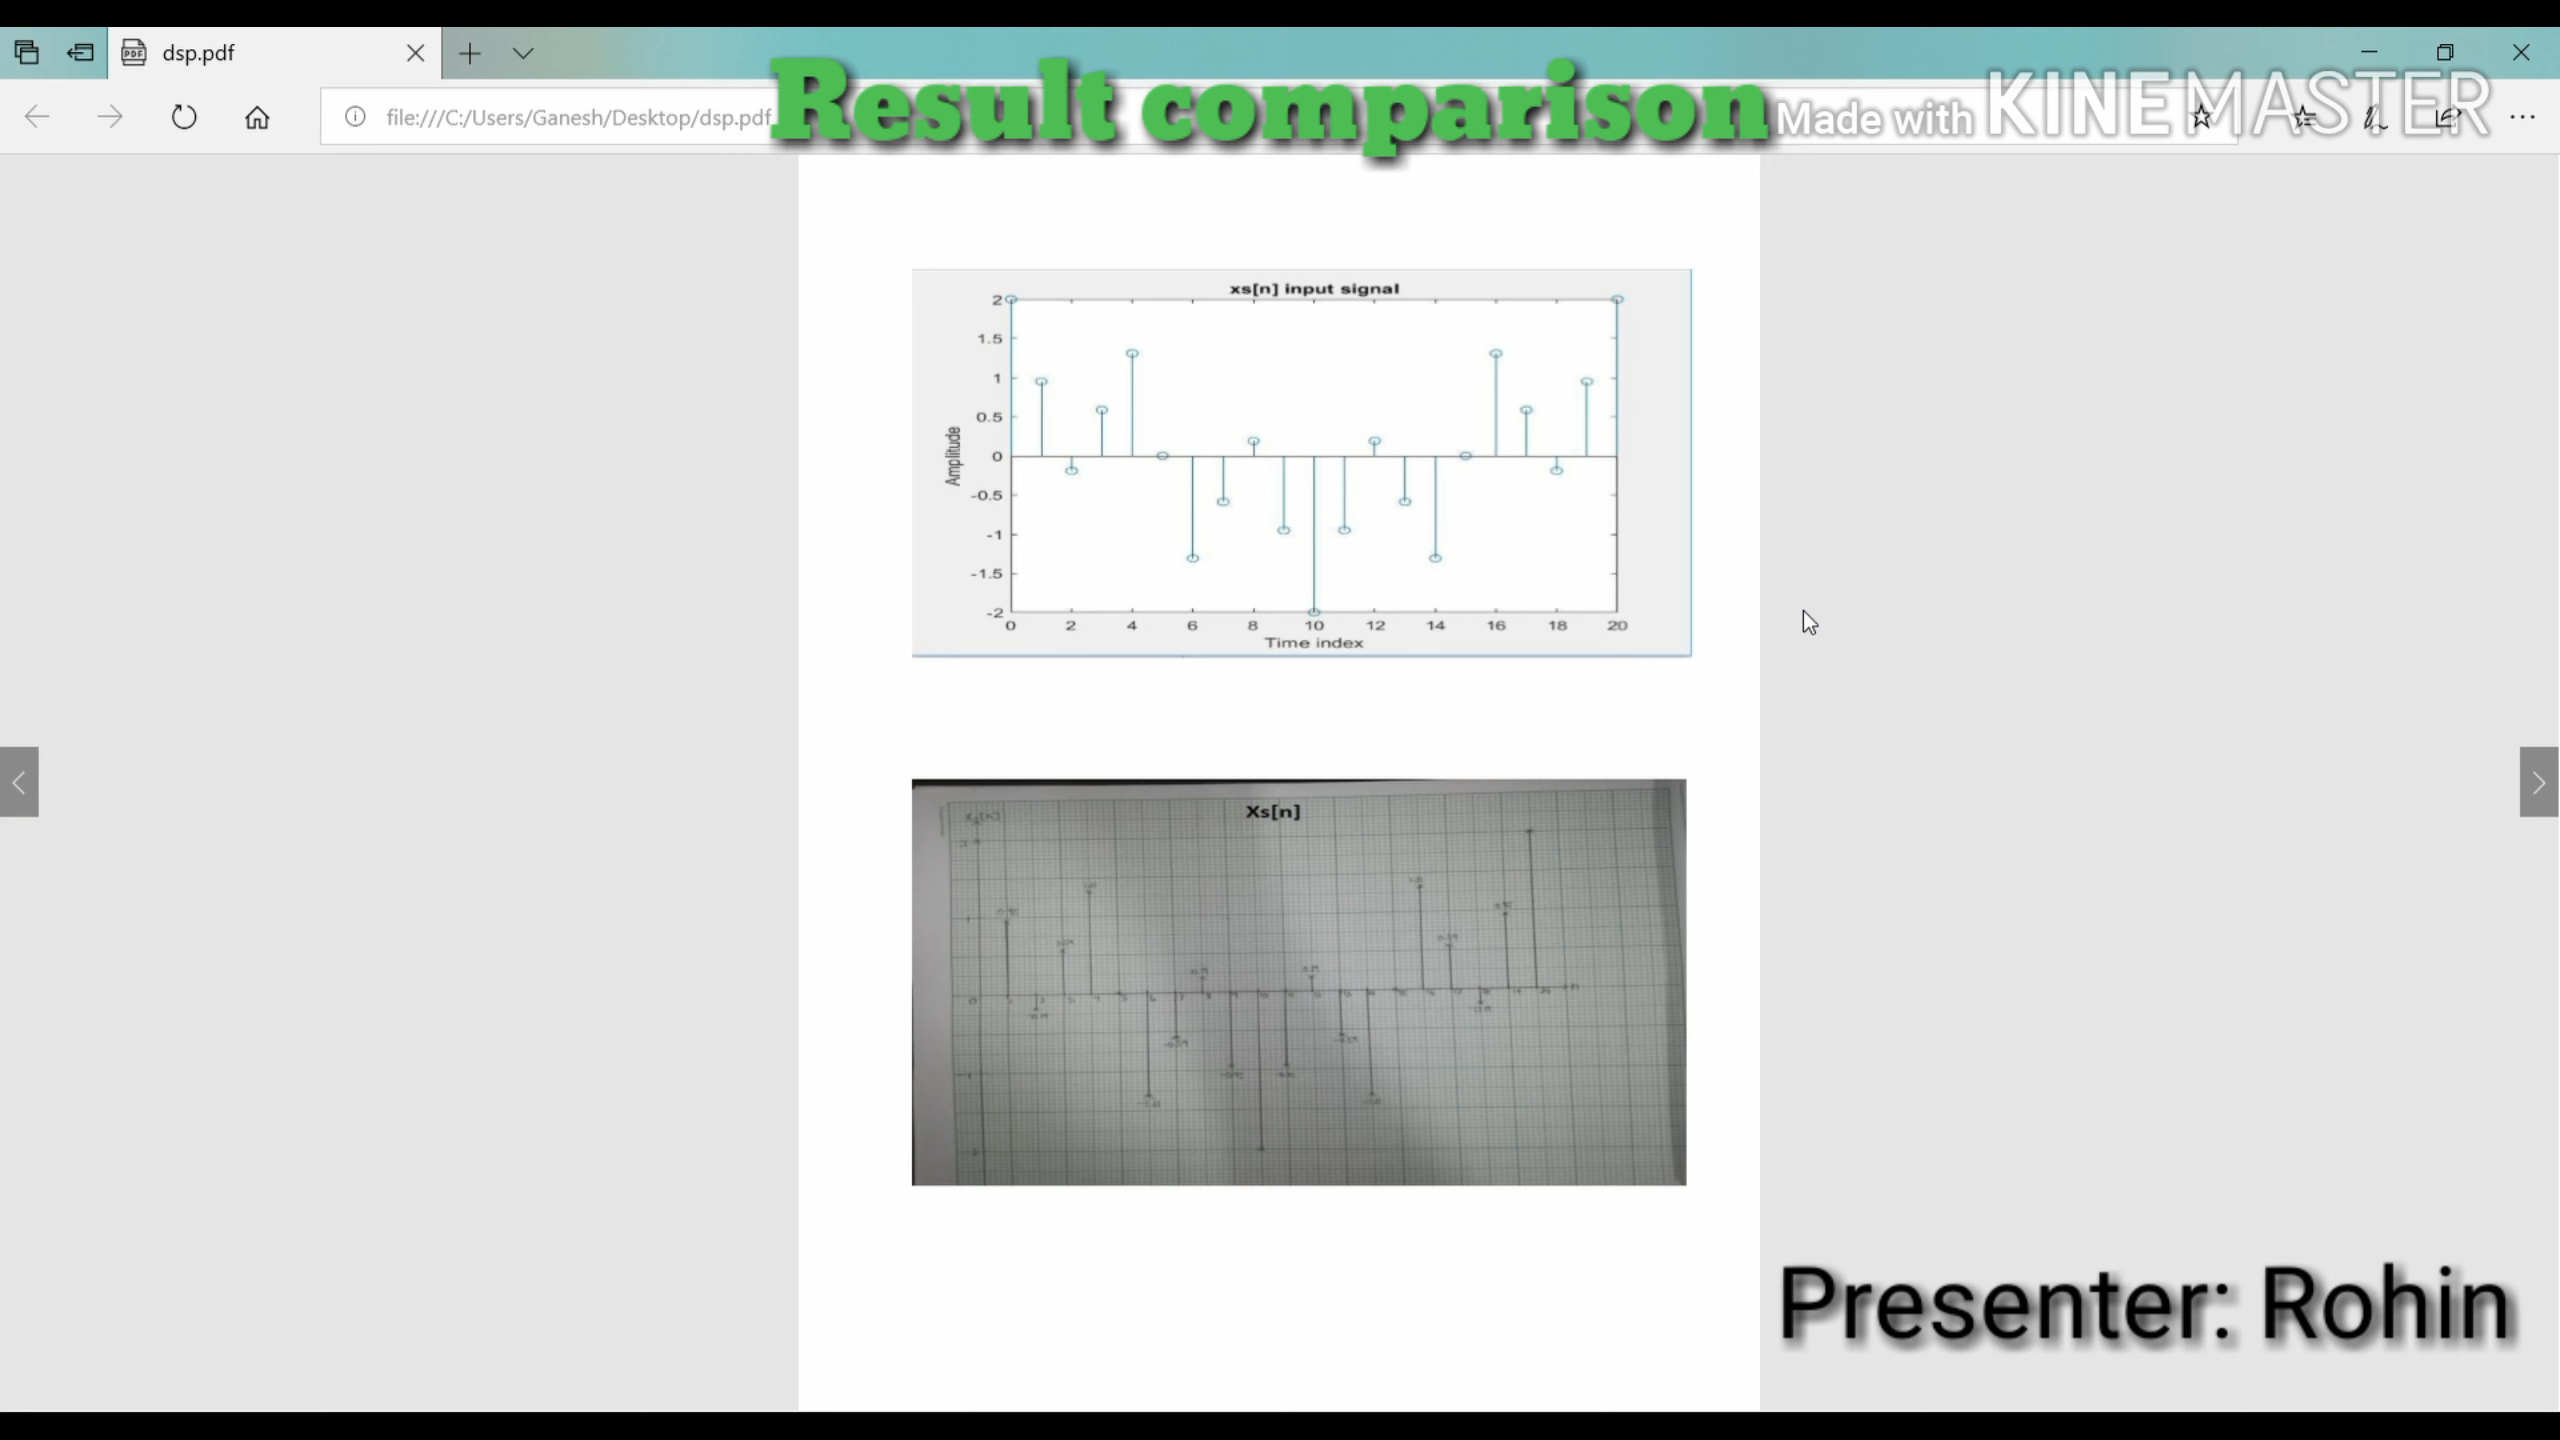 dsp.pdf
file:///C:/Users/Ganesh/Desktop/dsp.pdf
Result comparison
Made with KINEMASTER
xs[n] input signal
2
1.5
1
0.5
0
-0.5
-1
-1.5
-2
Amplitude
0 2 4 6 8 10 12 14 16 18 20
Time index
Xs[n]
Presenter: Rohin